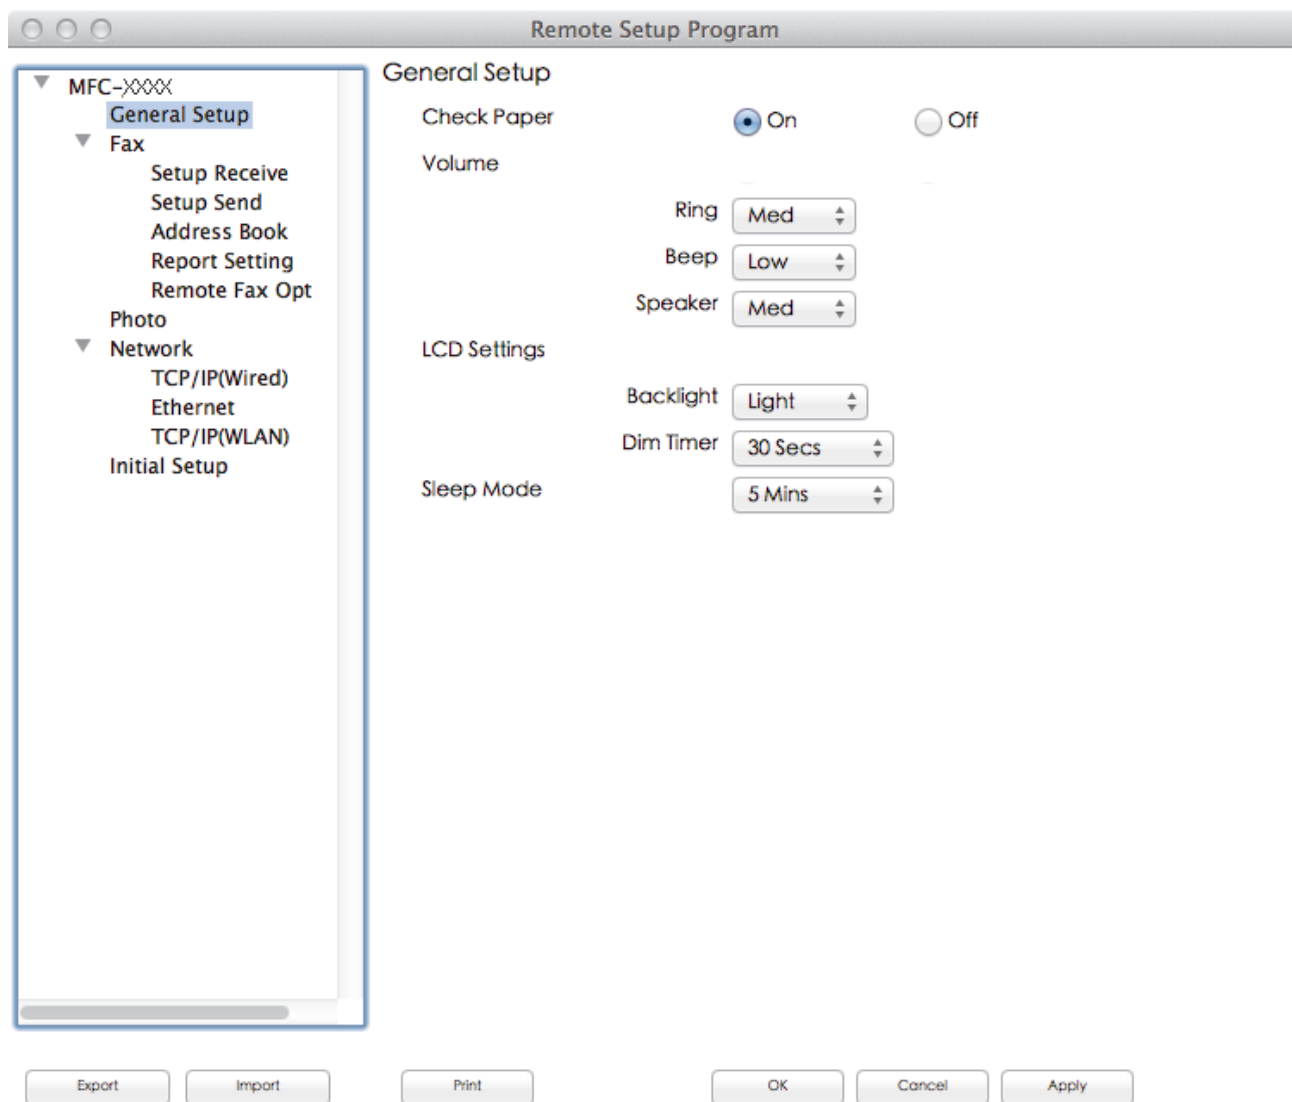 Remote Setup Program
MFC-XXXX
General Setup
Fax
Setup Receive
Setup Send
Address Book
Report Setting
Remote Fax Opt
Photo
Network
TCP/IP(Wired)
Ethernet
TCP/IP(WLAN)
Initial Setup
General Setup
Check Paper On Off
Volume
Ring Med
Beep Low
Speaker Med
LCD Settings
Backlight Light
Dim Timer 30 Secs
Sleep Mode 5 Mins
Export Import Print OK Cancel Apply